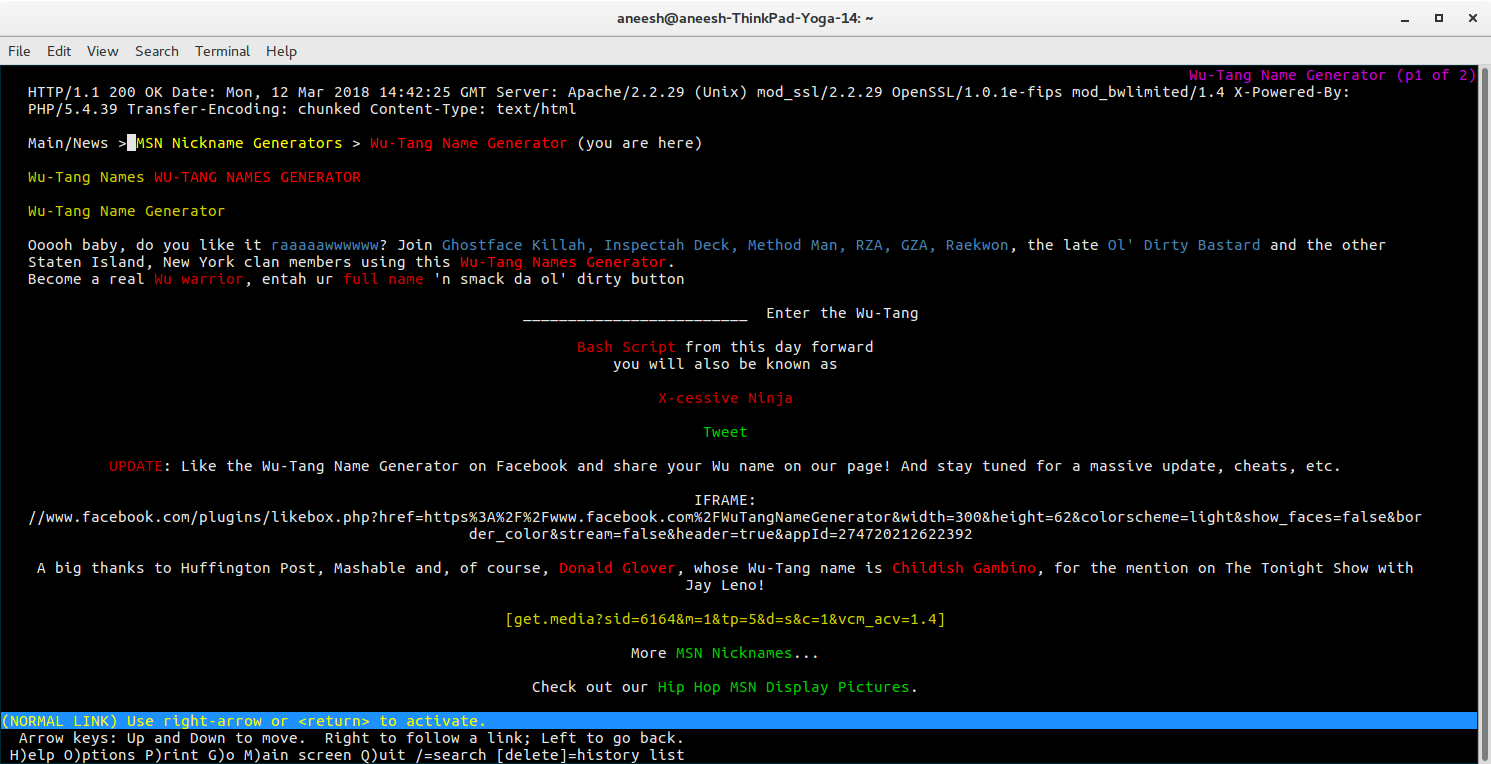 aneesh@aneesh-ThinkPad-Yoga-14: ~
File Edit View Search Terminal Help
Wu-Tang Name Generator (p1 of 2)
HTTP/1.1 200 OK Date: Mon, 12 Mar 2018 14:42:25 GMT Server: Apache/2.2.29 (Unix) mod_ssl/2.2.29 OpenSSL/1.0.1e-fips mod_bwlimited/1.4 X-Powered-By:
PHP/5.4.39 Transfer-Encoding: chunked Content-Type: text/html
Main/News > MSN Nickname Generators > Wu-Tang Name Generator (you are here)
Wu-Tang Names WU-TANG NAMES GENERATOR
Wu-Tang Name Generator
Ooooh baby, do you like it raaaaawwwwww? Join Ghostface Killah, Inspectah Deck, Method Man, RZA, GZA, Raekwon, the late Ol' Dirty Bastard and the other
Staten Island, New York clan members using this Wu-Tang Names Generator.
Become a real Wu warrior, entah ur full name 'n smack da ol' dirty button
_________________________ Enter the Wu-Tang
Bash Script from this day forward
you will also be known as
X-cessive Ninja
Tweet
UPDATE: Like the Wu-Tang Name Generator on Facebook and share your Wu name on our page! And stay tuned for a massive update, cheats, etc.
IFRAME:
//www.facebook.com/plugins/likebox.php?href=https%3A%2F%2Fwww.facebook.com%2FWuTangNameGenerator&width=300&height=62&colorscheme=light&show_faces=false&bor
der_color&stream=false&header=true&appId=274720212622392
A big thanks to Huffington Post, Mashable and, of course, Donald Glover, whose Wu-Tang name is Childish Gambino, for the mention on The Tonight Show with
Jay Leno!
[get.media?sid=6164&m=1&tp=5&d=s&c=1&vcm_acv=1.4]
More MSN Nicknames...
Check out our Hip Hop MSN Display Pictures.
(NORMAL LINK) Use right-arrow or <return> to activate.
Arrow keys: Up and Down to move. Right to follow a link; Left to go back.
H)elp O)ptions P)rint G)o M)ain screen Q)uit /=search [delete]=history list